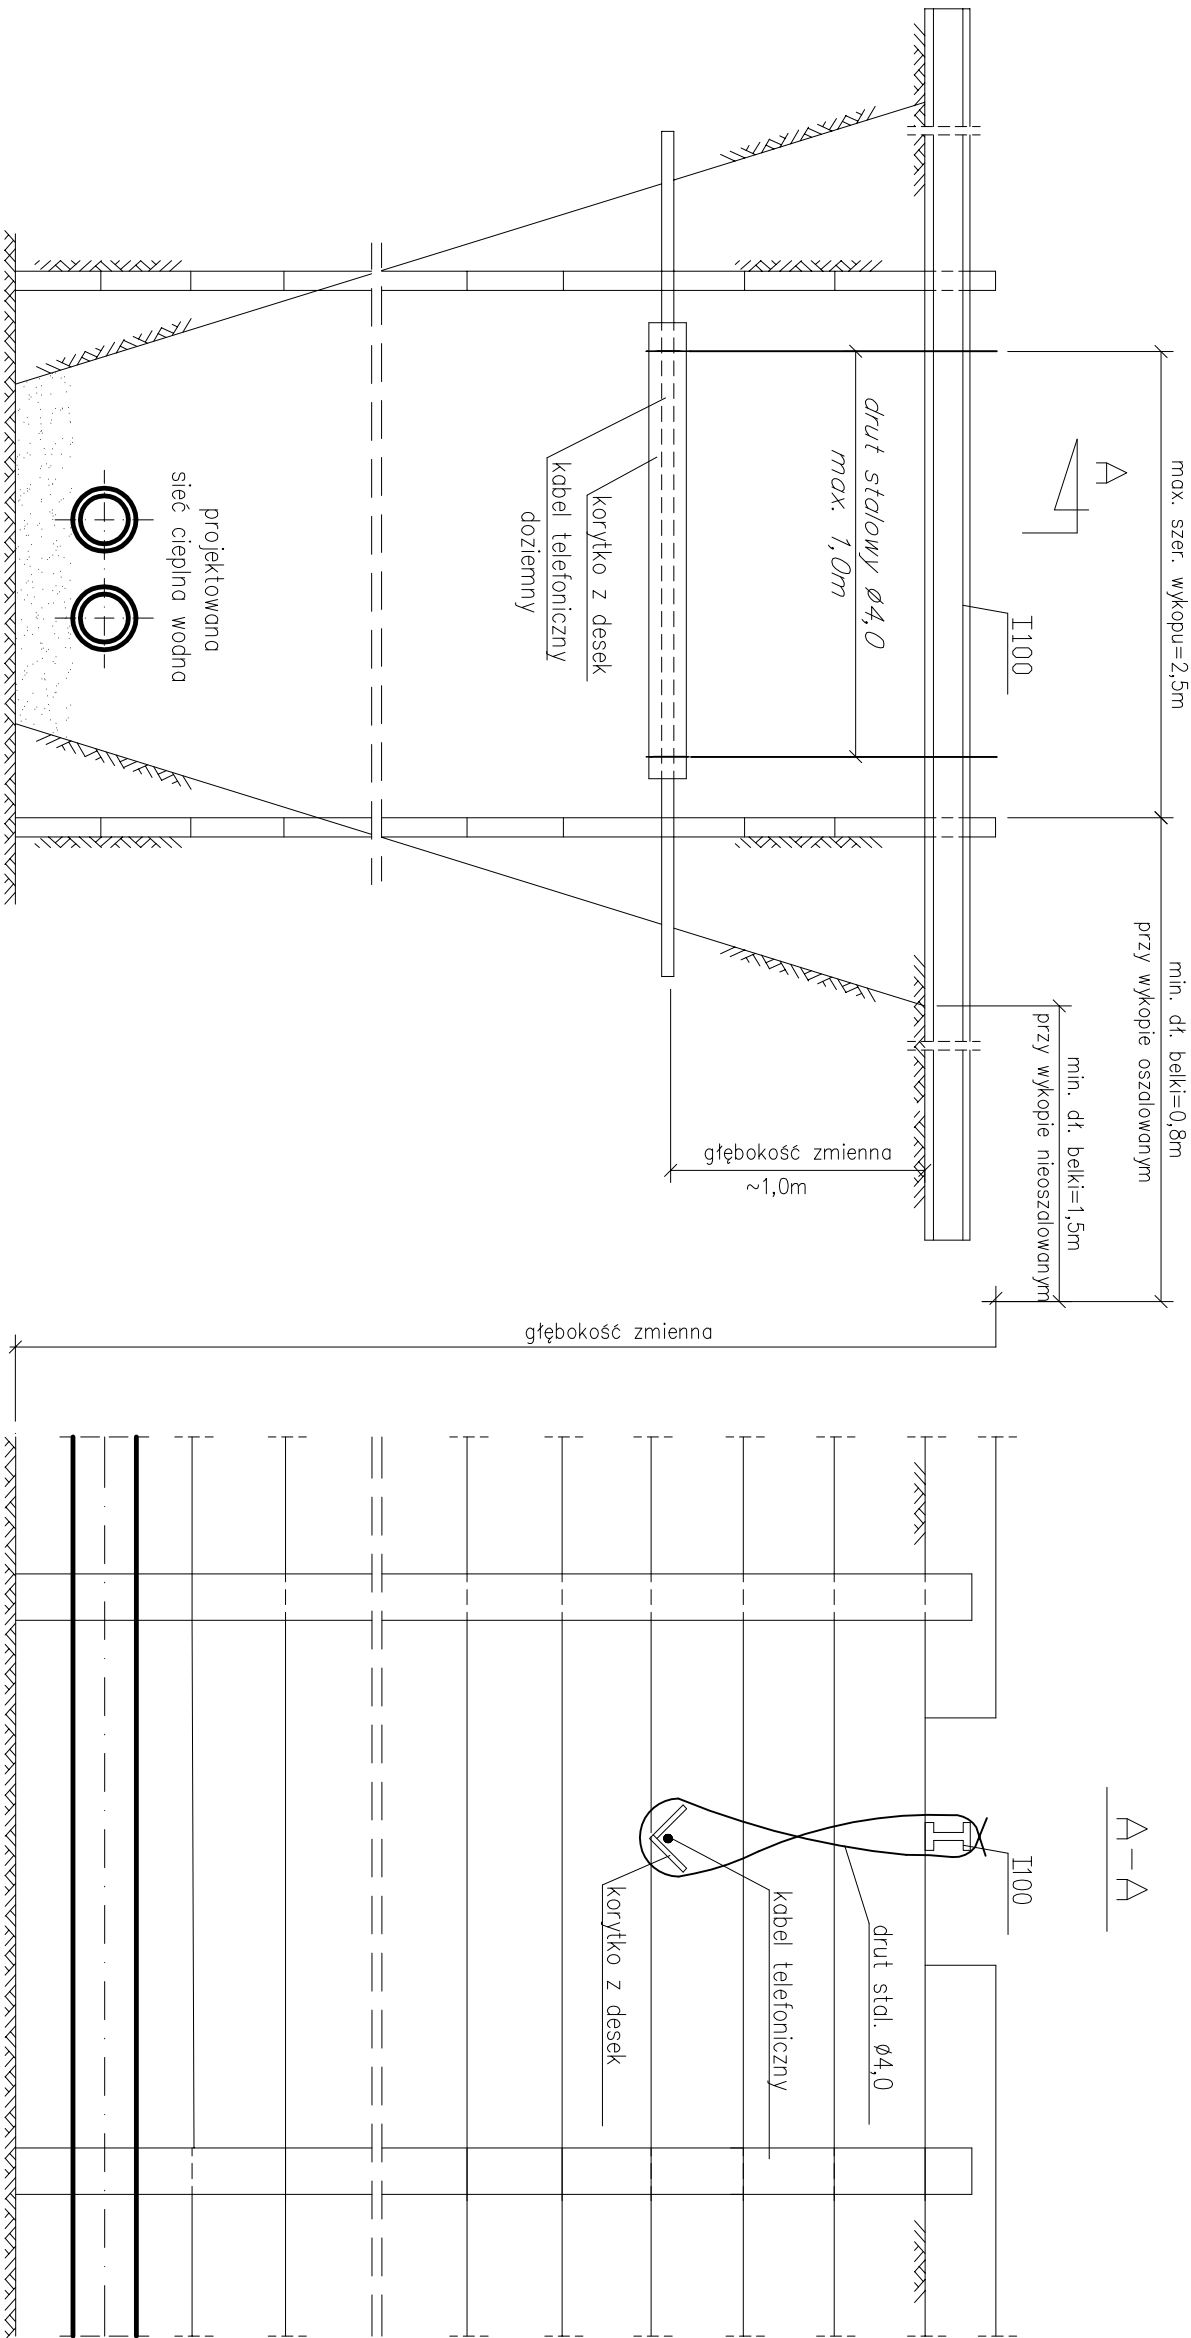 max. szer. wykopu=2,5m
min. dł. belki=0,8m
przy wykopie oszalowanym
min. dł. belki=1,5m
przy wykopie nieoszalowanym
A
I100
drut stalowy ø4,0
max. 1,0m
korytko z desek
kabel telefoniczny
doziemny
projektowana
sieć cieplna wodna
głębokość zmienna
~1,0m
głębokość zmienna
A–A
I100
drut stal. ø4,0
kabel telefoniczny
korytko z desek